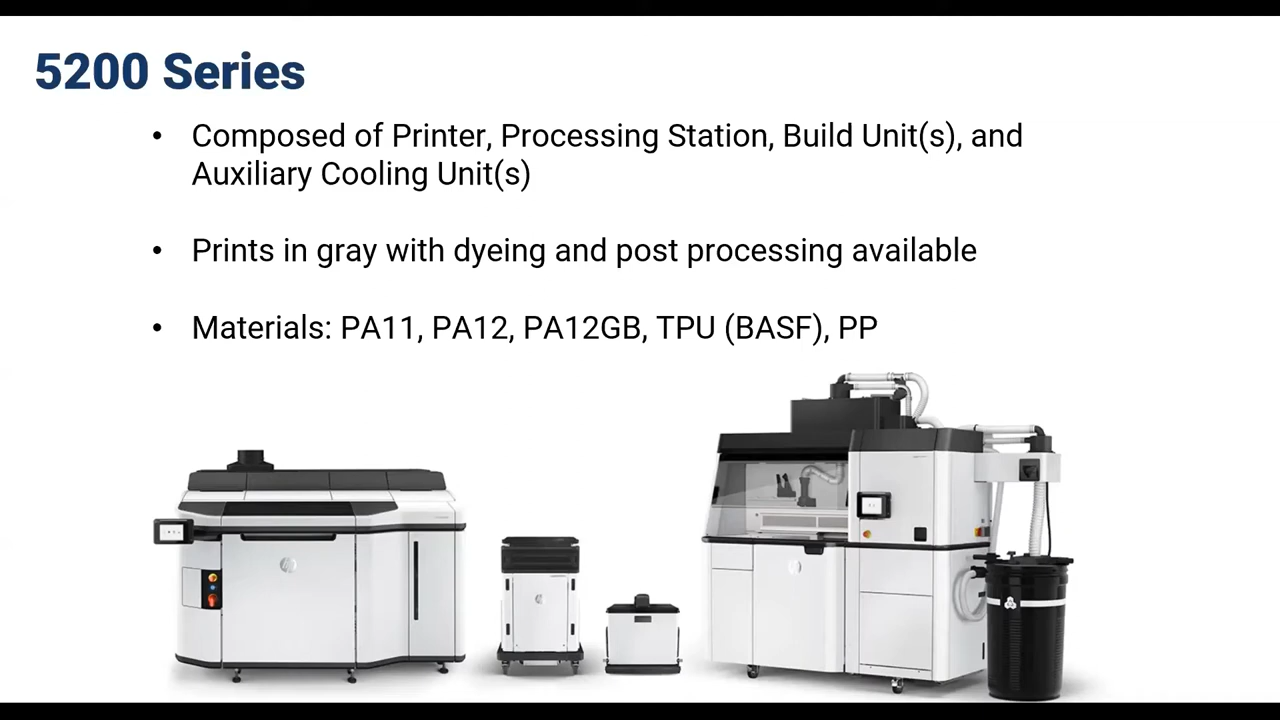 5200 Series
• Composed of Printer, Processing Station, Build Unit(s), and
Auxiliary Cooling Unit(s)
• Prints in gray with dyeing and post processing available
• Materials: PA11, PA12, PA12GB, TPU (BASF), PP